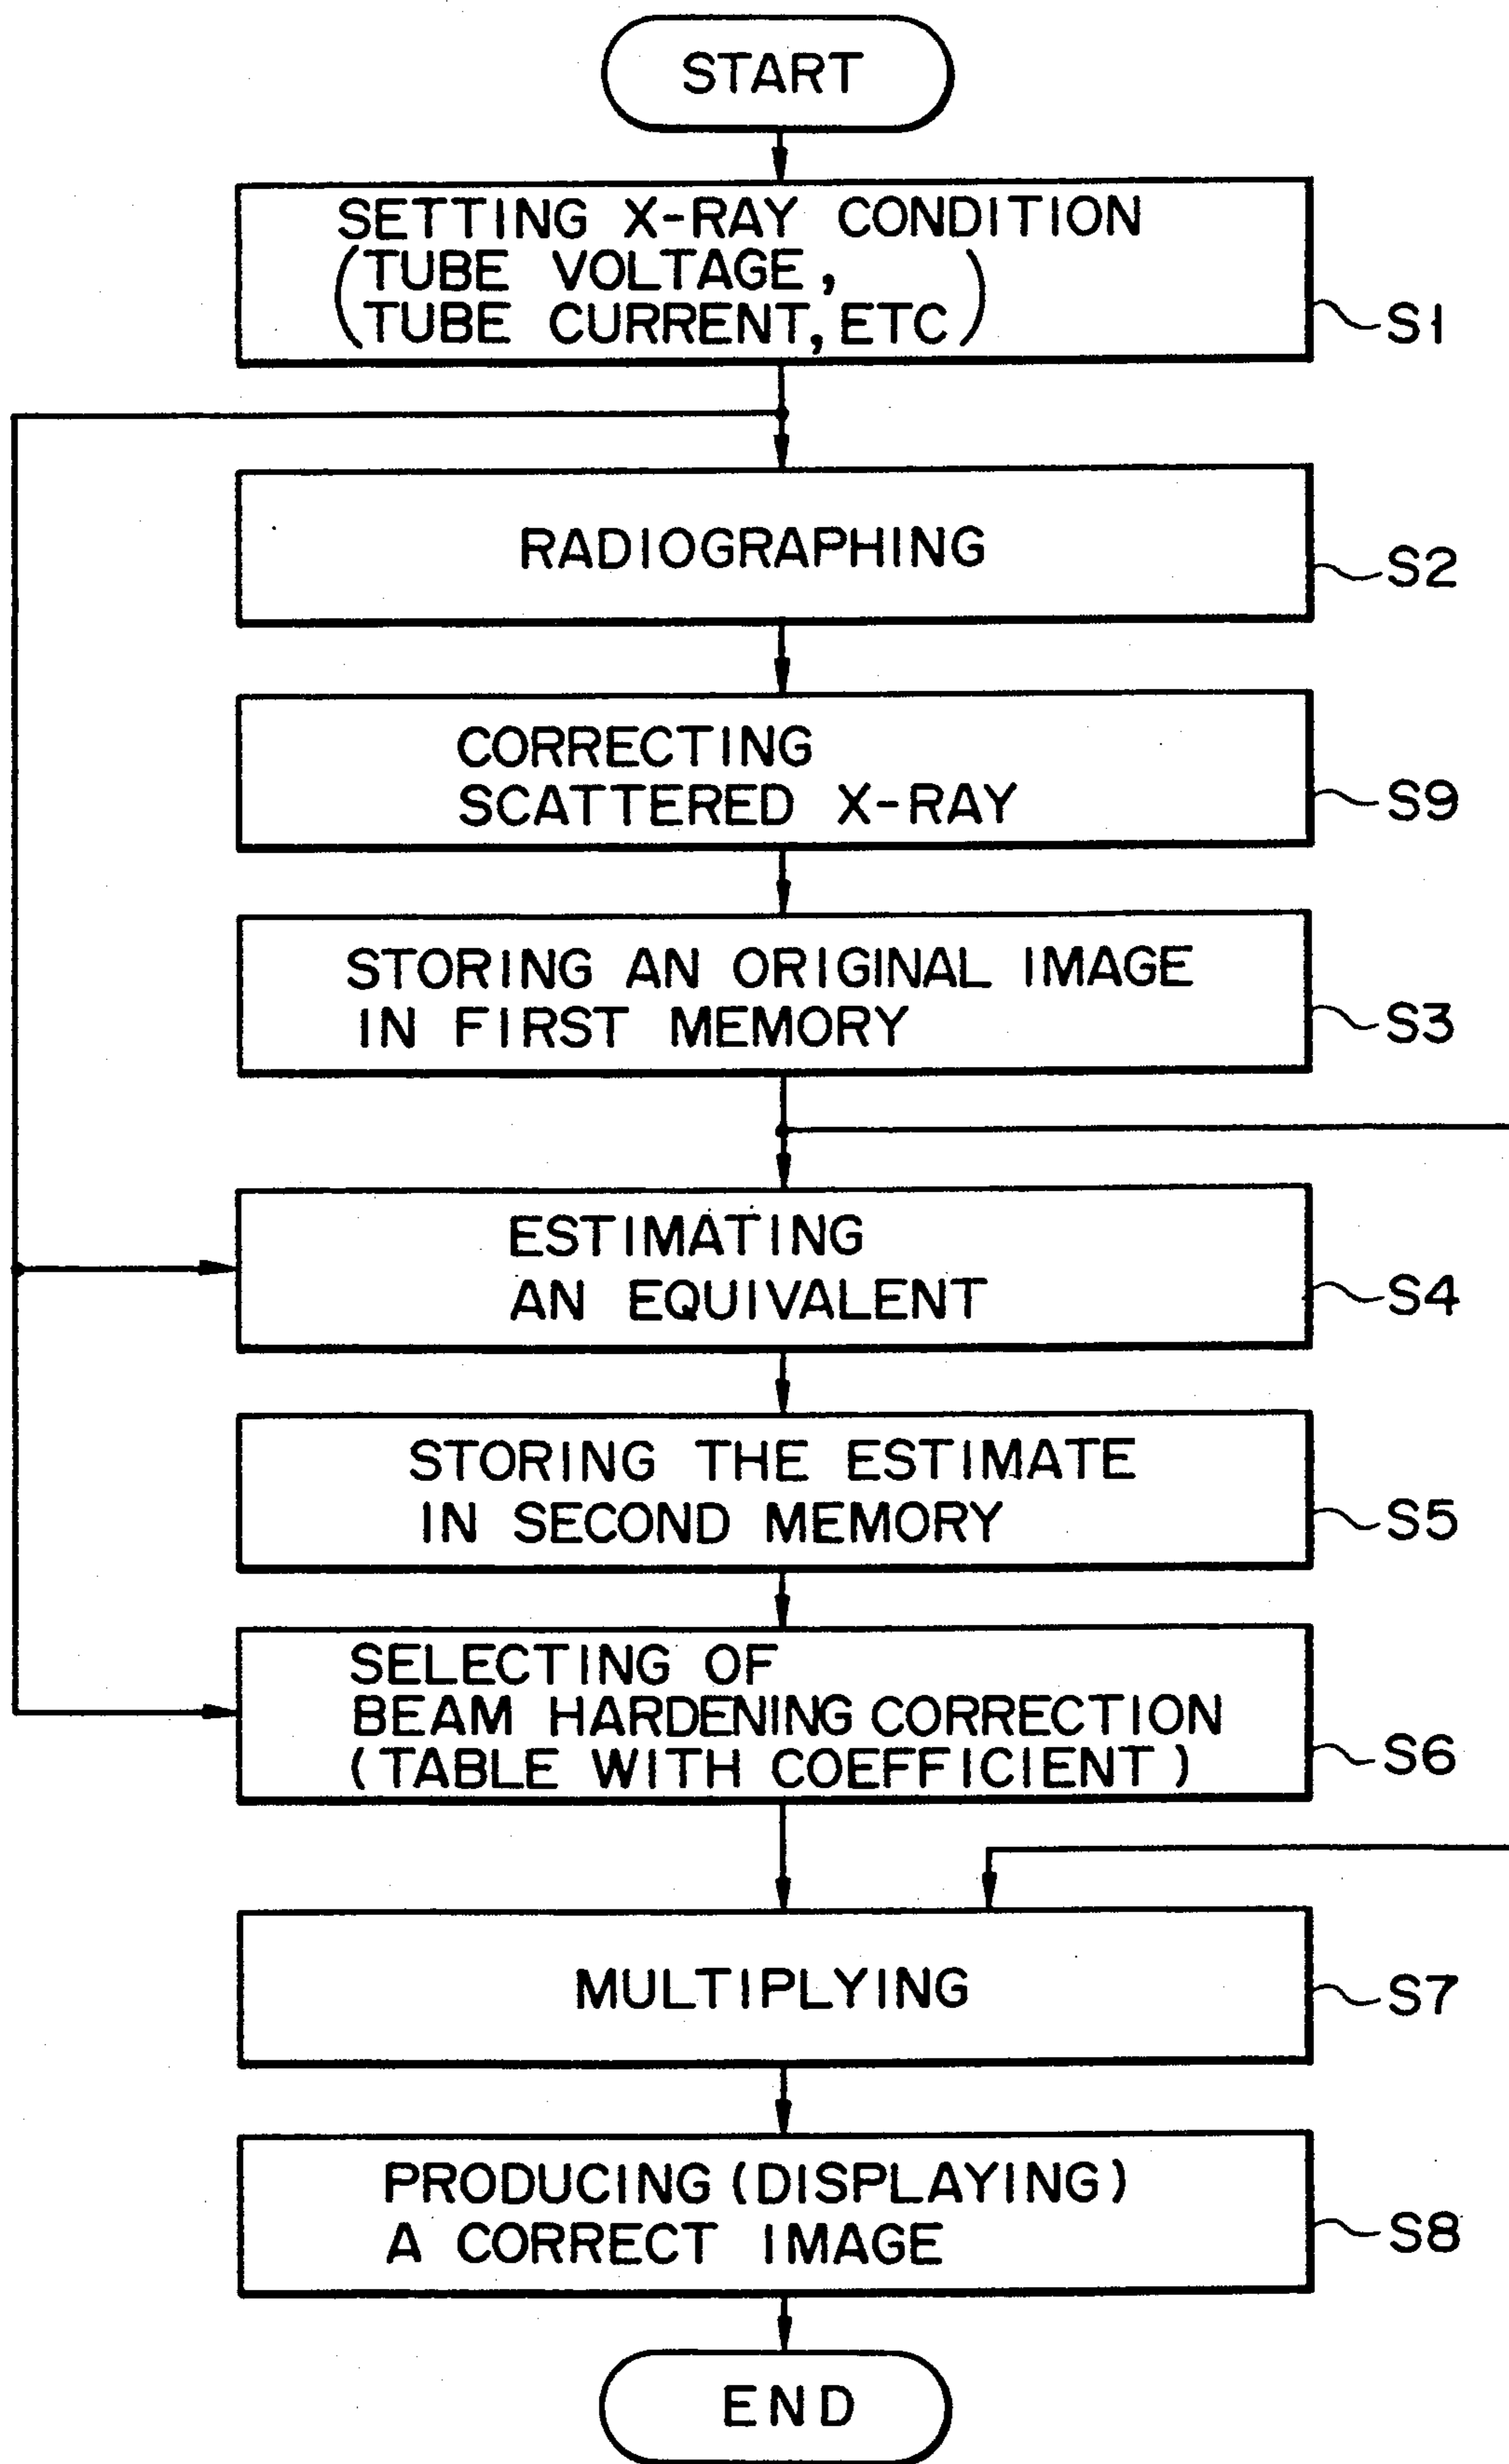 START
SETTING X-RAY CONDITION
(TUBE VOLTAGE,
TUBE CURRENT, ETC)
S1
RADIOGRAPHING
S2
CORRECTING
SCATTERED X-RAY
S9
STORING AN ORIGINAL IMAGE
IN FIRST MEMORY
S3
ESTIMATING
AN EQUIVALENT
S4
STORING THE ESTIMATE
IN SECOND MEMORY
S5
SELECTING OF
BEAM HARDENING CORRECTION
(TABLE WITH COEFFICIENT)
S6
MULTIPLYING
S7
PRODUCING (DISPLAYING)
A CORRECT IMAGE
S8
END